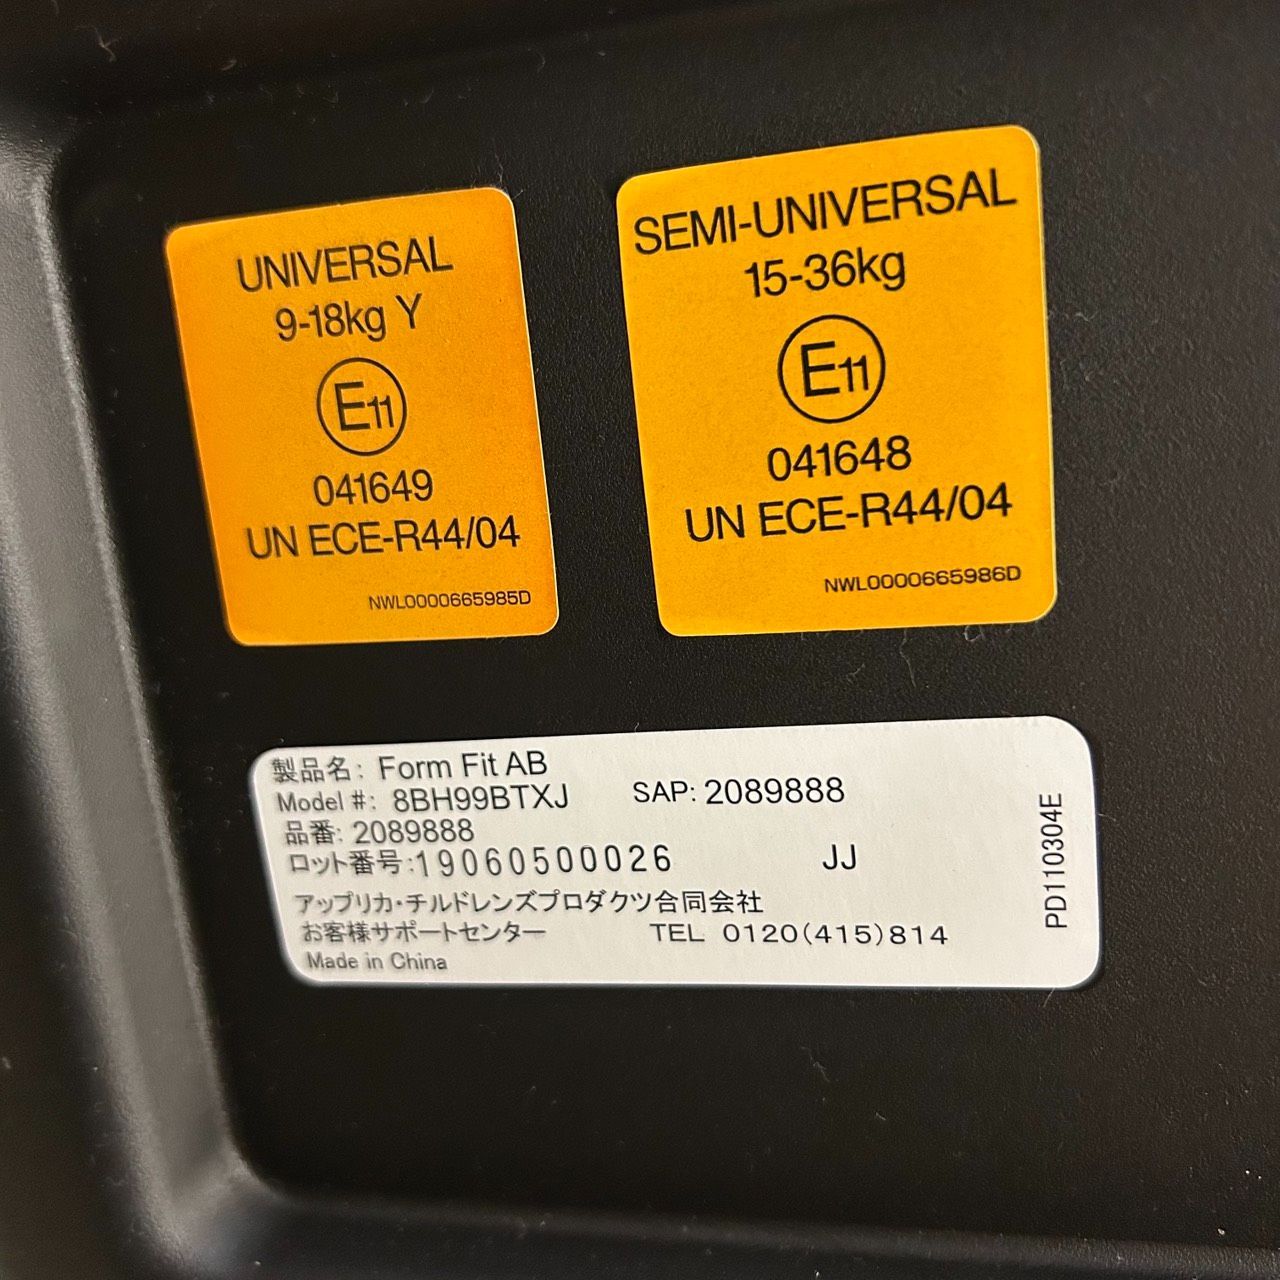 UNIVERSAL
9-18kg Y
E11
041649
UN ECE-R44/04
NWL0000665985D
SEMI-UNIVERSAL
15-36kg
E11
041648
UN ECE-R44/04
NWL0000665986D
製品名: Form Fit AB
Model #: 8BH99BTXJ SAP: 2089888
品番: 2089888
ロット番号:19060500026 JJ
アップリカ・チルドレンズプロダクツ合同会社
お客様サポートセンター TEL 0120(415)814
Made in China
PD110304E